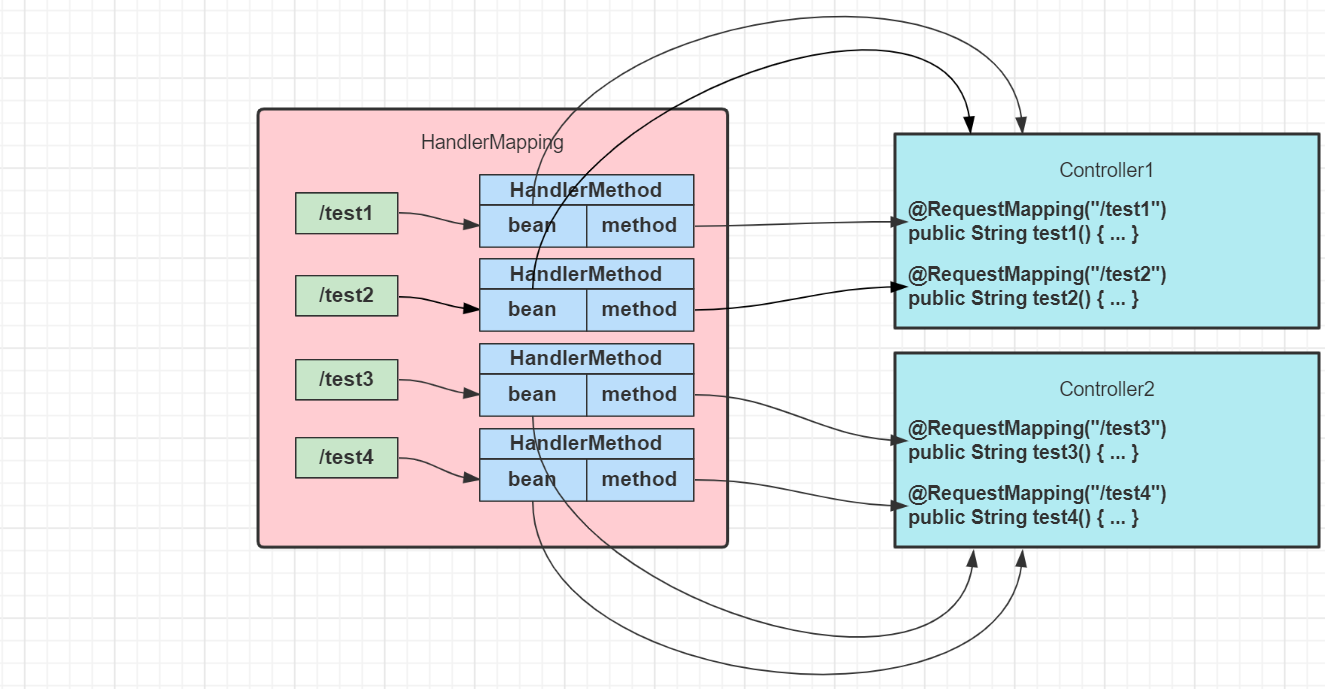 HandlerMapping
/test1
HandlerMethod
bean method
/test2
HandlerMethod
bean method
/test3
HandlerMethod
bean method
/test4
HandlerMethod
bean method
Controller1
@RequestMapping("/test1")
public String test1() { ... }
@RequestMapping("/test2")
public String test2() { ... }
Controller2
@RequestMapping("/test3")
public String test3() { ... }
@RequestMapping("/test4")
public String test4() { ... }